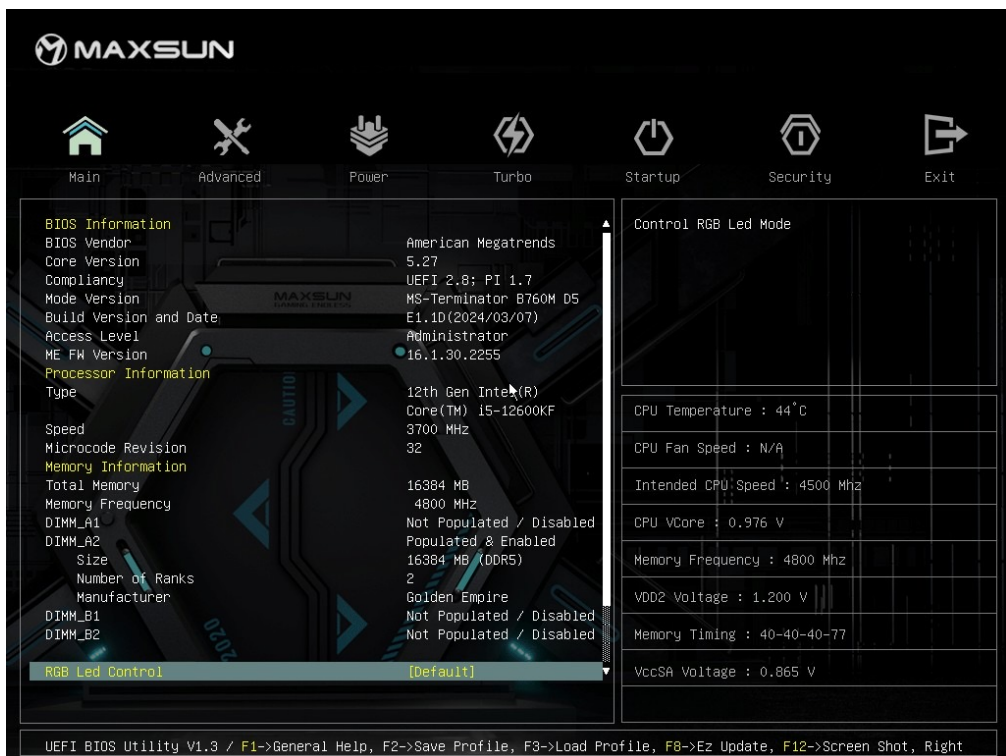 MAXSUN
Main Advanced Power Turbo Startup Security Exit
BIOS Information
BIOS Vendor American Megatrends
Core Version 5.27
Compliancy UEFI 2.8; PI 1.7
Mode Version MS-Terminator B760M D5
Build Version and Date E1.1D(2024/03/07)
Access Level Administrator
ME FW Version 16.1.30.2255
Processor Information
Type 12th Gen Intel(R)
Core(TM) i5-12600KF
Speed 3700 MHz
Microcode Revision 32
Memory Information
Total Memory 16384 MB
Memory Frequency 4800 MHz
DIMM_A1 Not Populated / Disabled
DIMM_A2 Populated & Enabled
Size 16384 MB (DDR5)
Number of Ranks 2
Manufacturer Golden Empire
DIMM_B1 Not Populated / Disabled
DIMM_B2 Not Populated / Disabled
RGB Led Control [Default]
MAXSUN
CAUTION
2020
Control RGB Led Mode
CPU Temperature : 44°C
CPU Fan Speed : N/A
Intended CPU Speed : 4500 Mhz
CPU VCore : 0.976 V
Memory Frequency : 4800 Mhz
VDD2 Voltage : 1.200 V
Memory Timing : 40-40-40-77
VccSA Voltage : 0.865 V
UEFI BIOS Utility V1.3 / F1->General Help, F2->Save Profile, F3->Load Profile, F8->Ez Update, F12->Screen Shot, Right